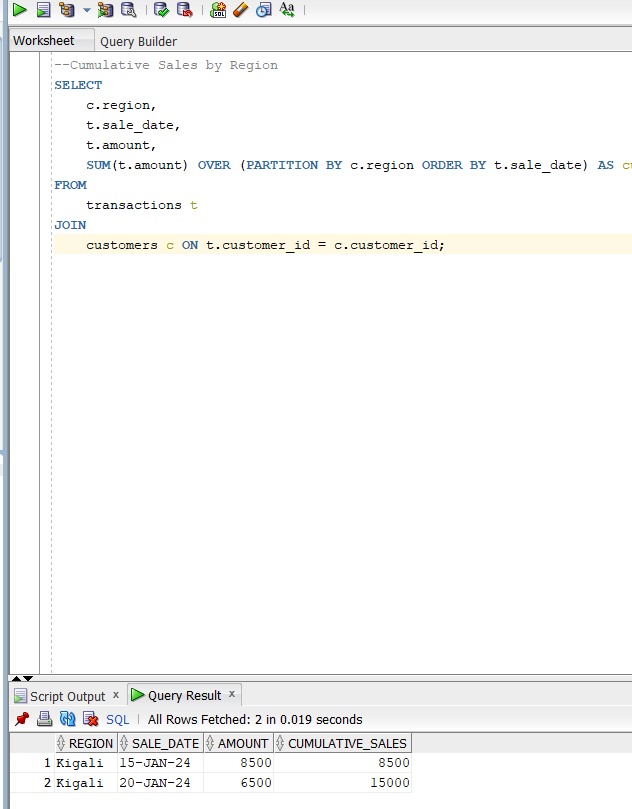 Worksheet Query Builder
--Cumulative Sales by Region
SELECT
c.region,
t.sale_date,
t.amount,
SUM(t.amount) OVER (PARTITION BY c.region ORDER BY t.sale_date) AS
FROM
transactions t
JOIN
customers c ON t.customer_id = c.customer_id;
Script Output x Query Result x
SQL | All Rows Fetched: 2 in 0.019 seconds
REGION SALE_DATE AMOUNT CUMULATIVE_SALES
1 Kigali 15-JAN-24 8500 8500
2 Kigali 20-JAN-24 6500 15000